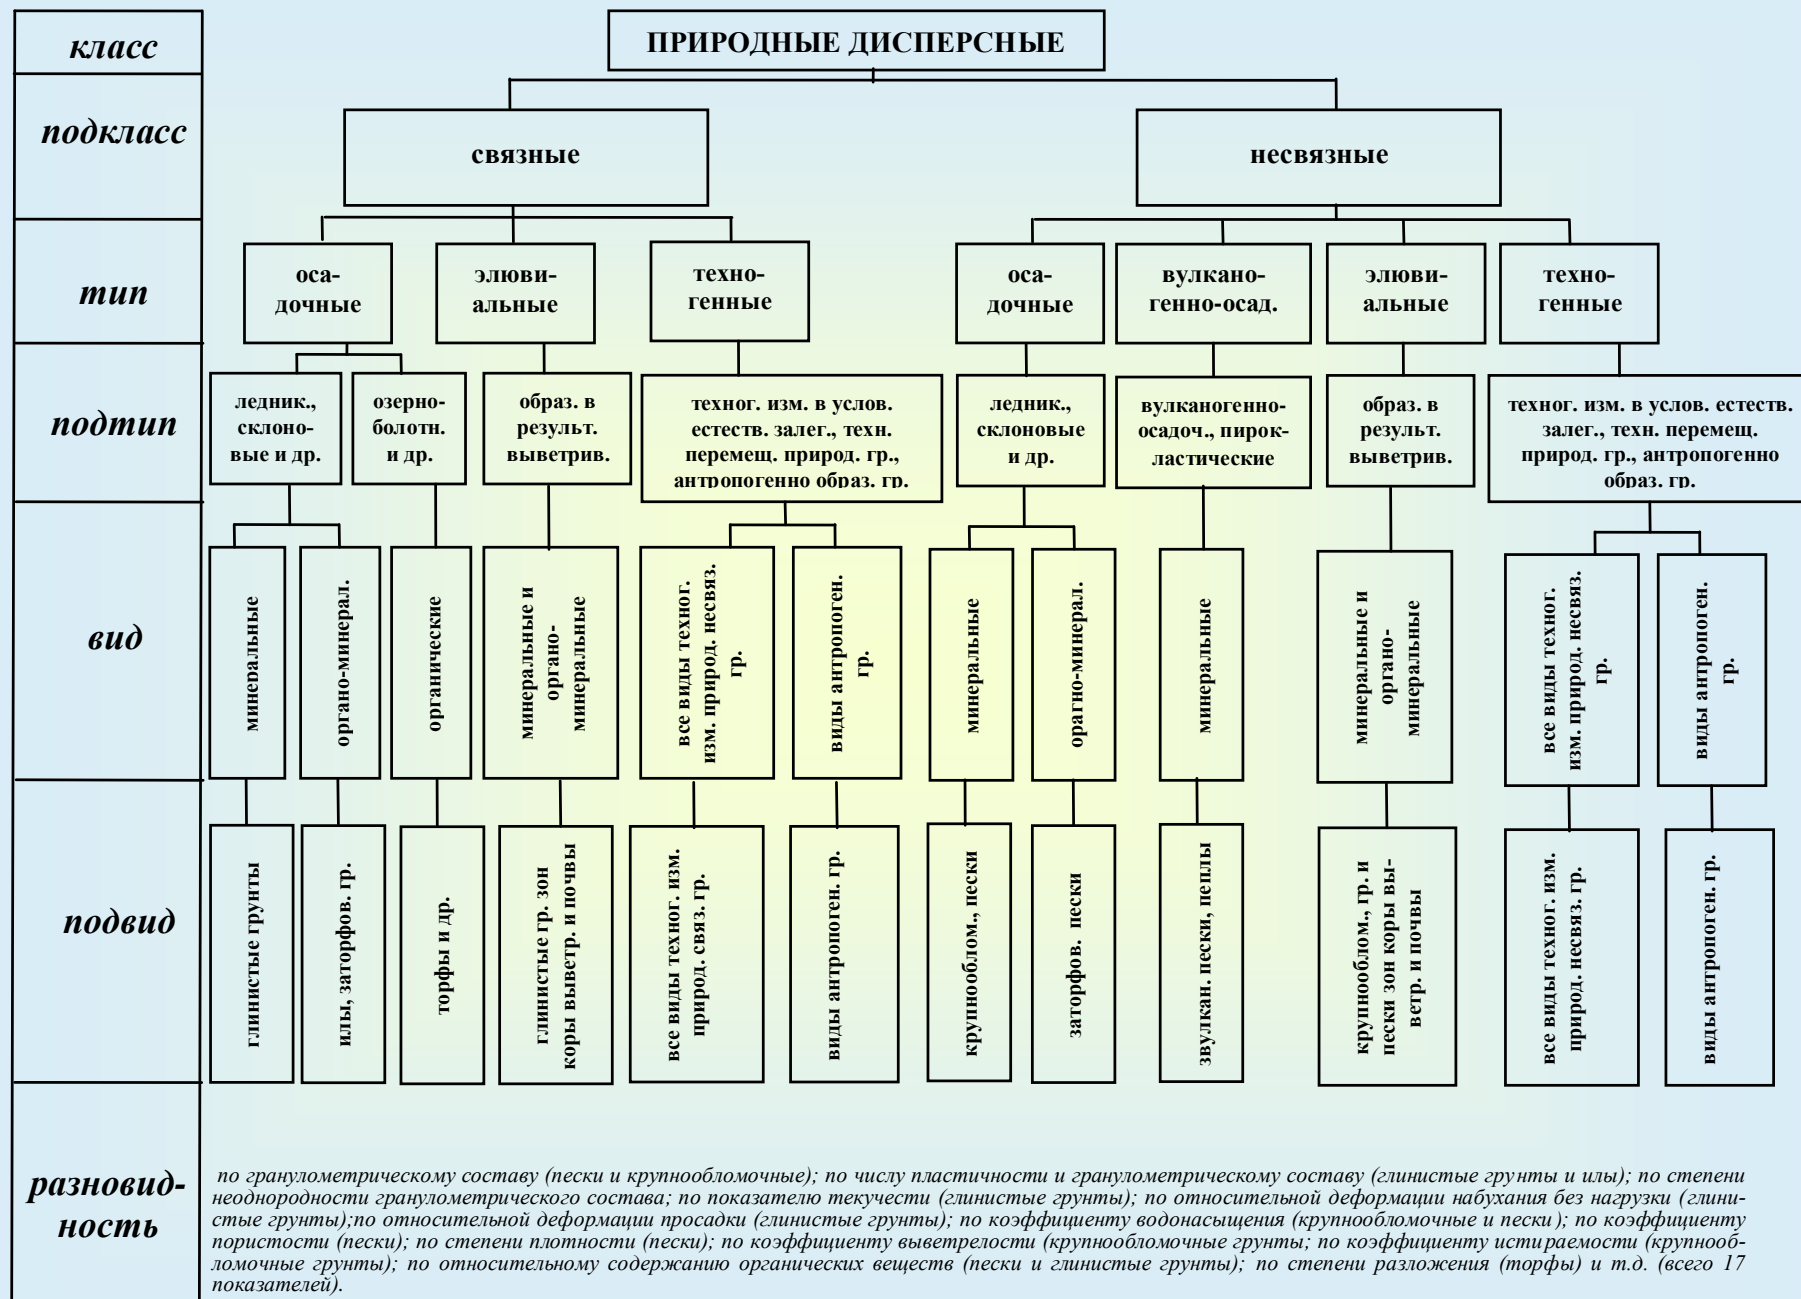 класс
ПРИРОДНЫЕ ДИСПЕРСНЫЕ
подкласс
связные
несвязные
тип
оса-
дочные
элюви-
альные
техно-
генные
оса-
дочные
вулкано-
генно-осад.
элюви-
альные
техно-
генные
подтип
ледник.,
склоно-
вые и др.
озерно-
болотн.
и др.
образ. в
результ.
выветрив.
техног. изм. в услов.
естеств. залег., техн.
перемещ. природ. гр.,
антропогенно образ. гр.
ледник.,
склоновые
и др.
вулканогенно-
осадоч., пирок-
ластические
образ. в
результ.
выветрив.
техног. изм. в услов. естеств.
залег., техн. перемещ.
природ. гр., антропогенно
образ. гр.
вид
минеральные
органо-минерал.
органические
минеральные и
органо-
минеральные
все виды техног.
изм. природ. несвяз.
гр.
виды антропоген.
гр.
минеральные
орагно-минерал.
минеральные
минеральные и
органо-
минеральные
все виды техног.
изм. природ. несвяз.
гр.
виды антропоген.
гр.
подвид
глинистые грунты
илы, заторфов. гр.
торфы и др.
глинистые гр. зон
коры выветр. и почвы
все виды техног. изм.
природ. связ. гр.
виды антропоген. гр.
крупнооблом., пески
заторфов. пески
звулкан. пески, пеплы
крупнооблом., гр. и
пески зон коры вы-
ветр. и почвы
все виды техног. изм.
природ. несвяз. гр.
виды антропоген. гр.
разновид-
ность
по гранулометрическому составу (пески и крупнообломочные); по числу пластичности и гранулометрическому составу (глинистые грунты и илы); по степени
неоднородности гранулометрического состава; по показателю текучести (глинистые грунты); по относительной деформации набухания без нагрузки (глини-
стые грунты);по относительной деформации просадки (глинистые грунты); по коэффициенту водонасыщения (крупнообломочные и пески); по коэффициенту
пористости (пески); по степени плотности (пески); по коэффициенту выветрелости (крупнообломочные грунты; по коэффициенту истираемости (крупнооб-
ломочные грунты); по относительному содержанию органических веществ (пески и глинистые грунты); по степени разложения (торфы) и т.д. (всего 17
показателей).